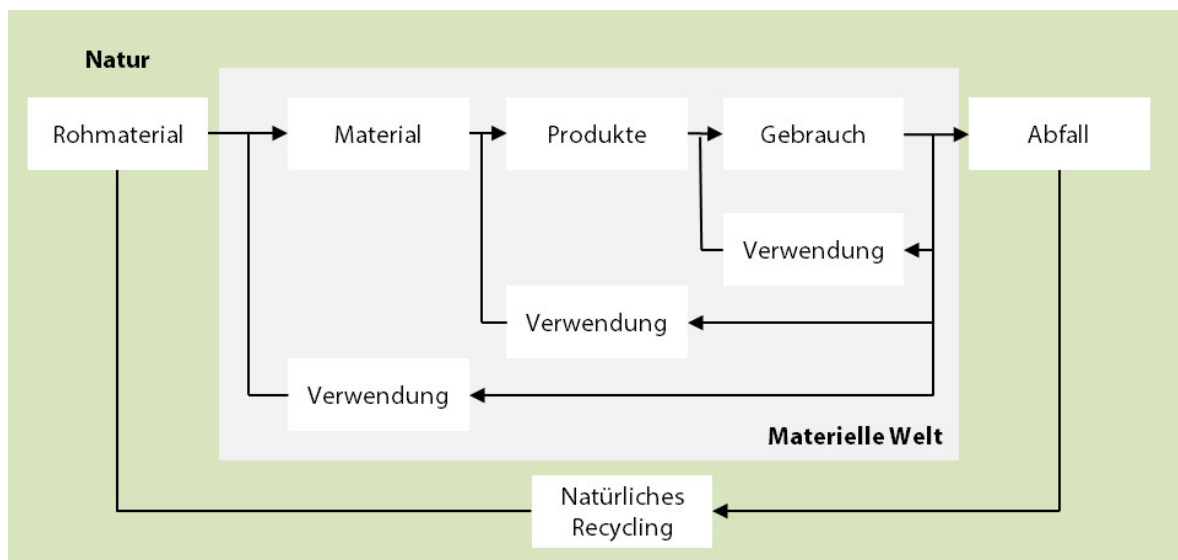 Natur
Rohmaterial
Material
Produkte
Gebrauch
Abfall
Verwendung
Verwendung
Verwendung
Materielle Welt
Natürliches
Recycling